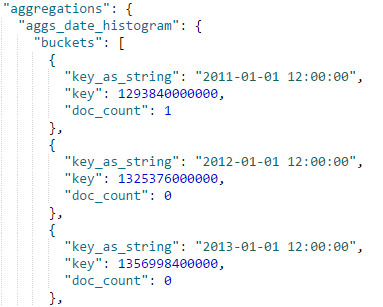 "aggregations": {
"aggs_date_histogram": {
"buckets": [
{
"key_as_string": "2011-01-01 12:00:00",
"key": 1293840000000,
"doc_count": 1
},
{
"key_as_string": "2012-01-01 12:00:00",
"key": 1325376000000,
"doc_count": 0
},
{
"key_as_string": "2013-01-01 12:00:00",
"key": 1356998400000,
"doc_count": 0
},